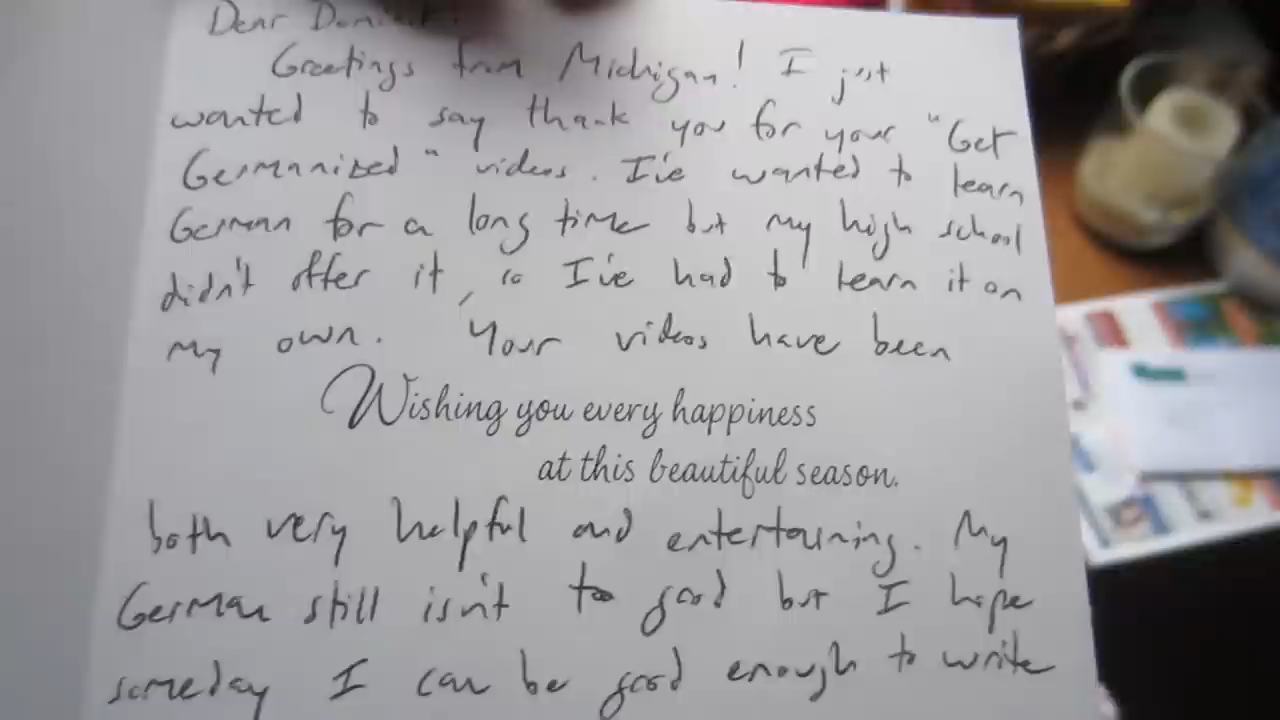 Dear
Greetings from Michigan! I just
wanted to say thank you for your "Get
Germanized" videos. I've wanted to learn
German for a long time but my high school
didn't offer it, so I've had to learn it on
my own. Your videos have been
Wishing you every happiness
at this beautiful season.
both very helpful and entertaining. My
German still isn't to good but I hope
someday I can be good enough to write